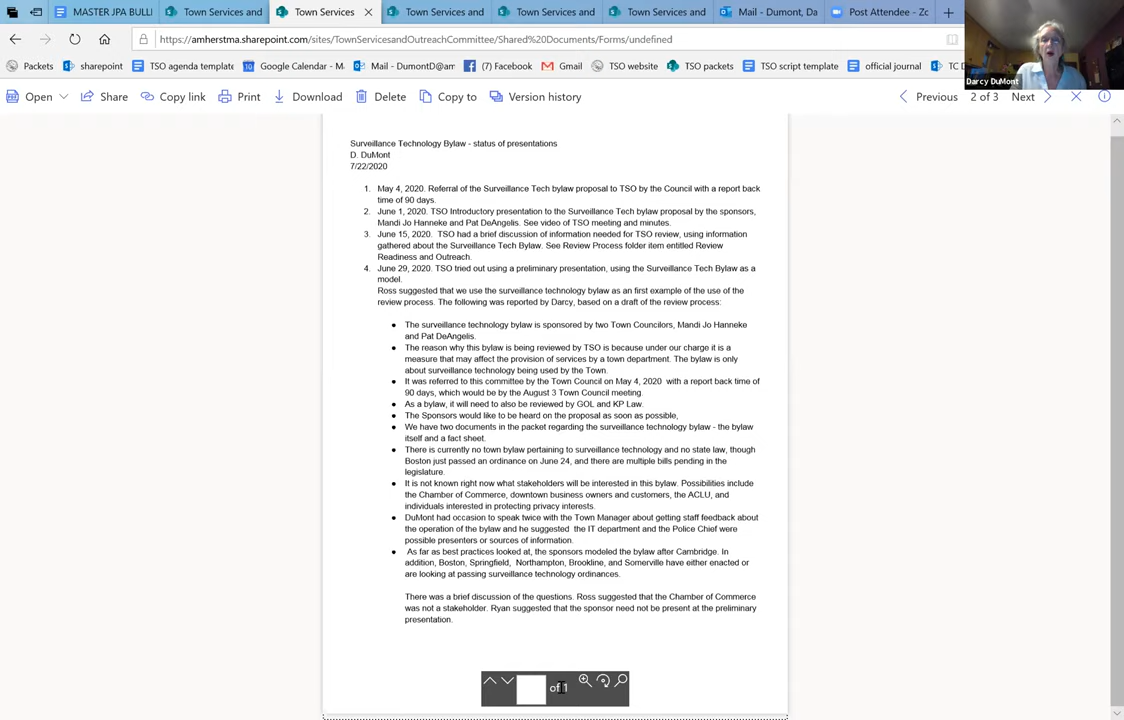 MASTER JPA BULL
Town Services and
Town Services
Town Services and
Town Services and
Town Services and
Mail - Dumont, Da
Post Attendee - Zo
https://amherstma.sharepoint.com/sites/TownServicesandOutreachCommittee/Shared%20Documents/Forms/undefined
Packets
sharepoint
TSO agenda template
Google Calendar - M
Mail - DumontD@am
(7) Facebook
Gmail
TSO website
TSO packets
TSO script template
official journal
TC D
Darcy DuMont
Open
Share
Copy link
Print
Download
Delete
Copy to
Version history
Previous
2 of 3
Next
Surveillance Technology Bylaw - status of presentations
D. DuMont
7/22/2020
1. May 4, 2020. Referral of the Surveillance Tech bylaw proposal to TSO by the Council with a report back
time of 90 days.
2. June 1, 2020. TSO Introductory presentation to the Surveillance Tech bylaw proposal by the sponsors,
Mandi Jo Hanneke and Pat DeAngelis. See video of TSO meeting and minutes.
3. June 15, 2020. TSO had a brief discussion of information needed for TSO review, using information
gathered about the Surveillance Tech Bylaw. See Review Process folder item entitled Review
Readiness and Outreach.
4. June 29, 2020. TSO tried out using a preliminary presentation, using the Surveillance Tech Bylaw as a
model.
Ross suggested that we use the surveillance technology bylaw as an first example of the use of the
review process. The following was reported by Darcy, based on a draft of the review process:
● The surveillance technology bylaw is sponsored by two Town Councilors, Mandi Jo Hanneke
and Pat DeAngelis.
● The reason why this bylaw is being reviewed by TSO is because under our charge it is a
measure that may affect the provision of services by a town department. The bylaw is only
about surveillance technology being used by the Town.
● It was referred to this committee by the Town Council on May 4, 2020 with a report back time of
90 days, which would be by the August 3 Town Council meeting.
● As a bylaw, it will need to also be reviewed by GOL and KP Law.
● The Sponsors would like to be heard on the proposal as soon as possible,
● We have two documents in the packet regarding the surveillance technology bylaw - the bylaw
itself and a fact sheet.
● There is currently no town bylaw pertaining to surveillance technology and no state law, though
Boston just passed an ordinance on June 24, and there are multiple bills pending in the
legislature.
● It is not known right now what stakeholders will be interested in this bylaw. Possibilities include
the Chamber of Commerce, downtown business owners and customers, the ACLU, and
individuals interested in protecting privacy interests.
● DuMont had occasion to speak twice with the Town Manager about getting staff feedback about
the operation of the bylaw and he suggested the IT department and the Police Chief were
possible presenters or sources of information.
● As far as best practices looked at, the sponsors modeled the bylaw after Cambridge. In
addition, Boston, Springfield, Northampton, Brookline, and Somerville have either enacted or
are looking at passing surveillance technology ordinances.
There was a brief discussion of the questions. Ross suggested that the Chamber of Commerce
was not a stakeholder. Ryan suggested that the sponsor need not be present at the preliminary
presentation.
of 1